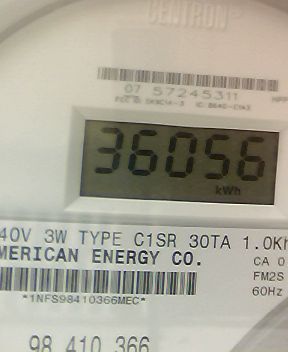 CENTRON®
07 57245311
36056
kWh
40V 3W TYPE C1SR 30TA 1.0Kh
MERICAN ENERGY CO.
CA 0
FM2S
60Hz
*1NFS98410366MEC*
98 410 366